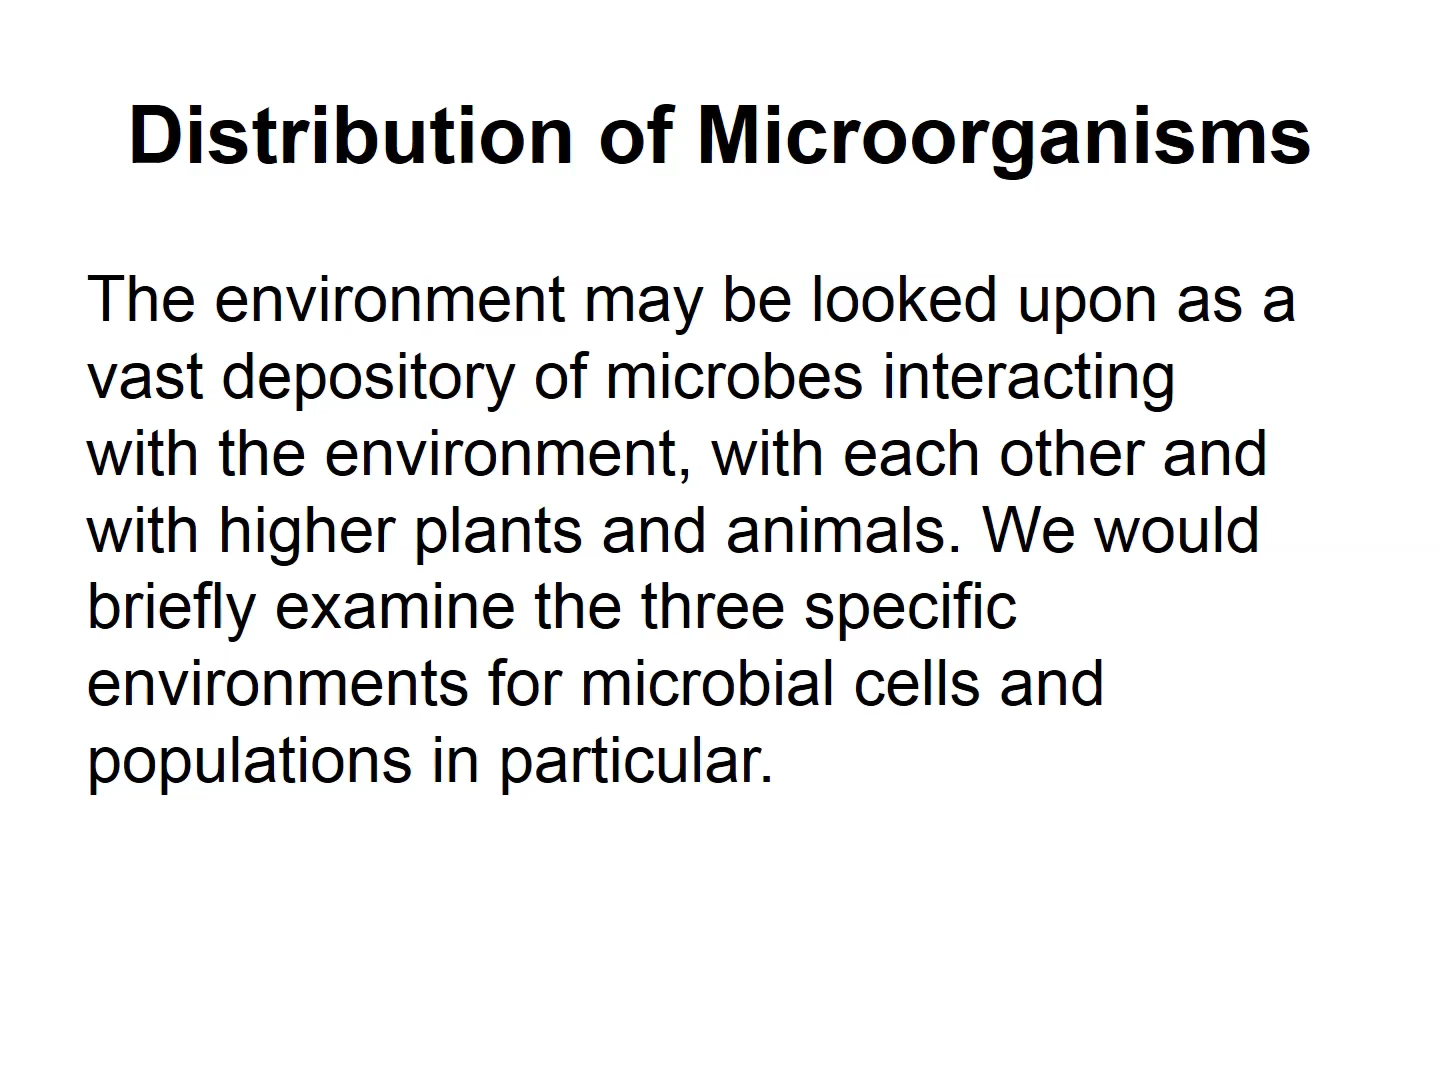 Distribution of Microorganisms
The environment may be looked upon as a
vast depository of microbes interacting
with the environment, with each other and
with higher plants and animals. We would
briefly examine the three specific
environments for microbial cells and
populations in particular.